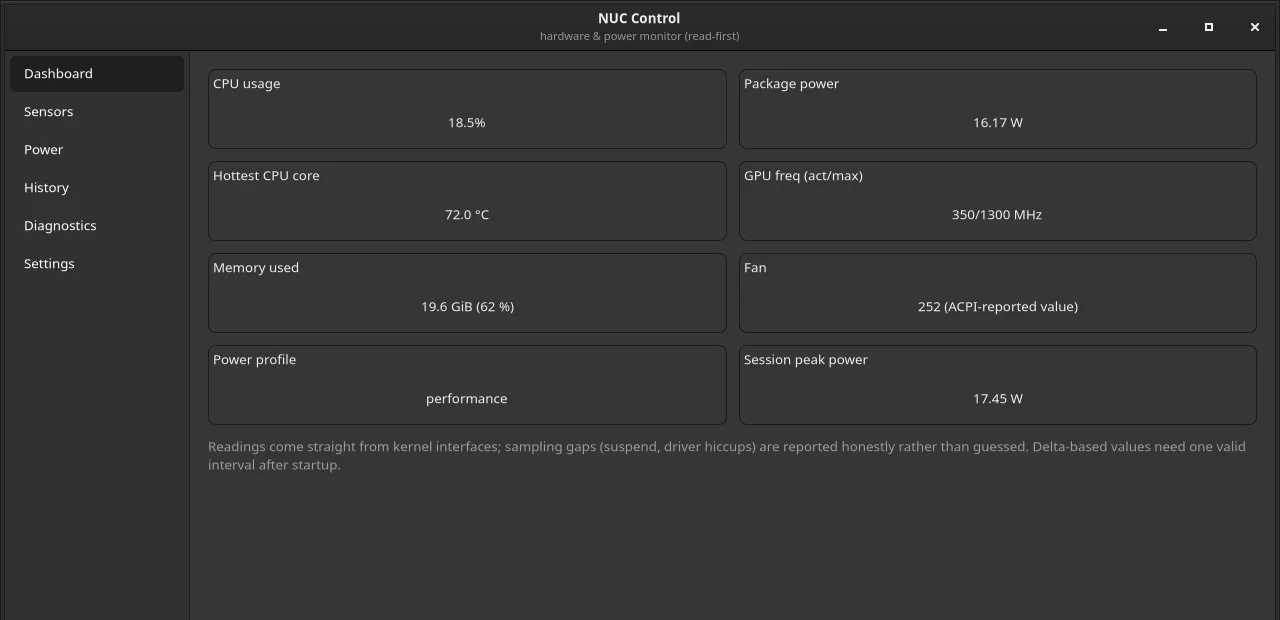 NUC Control
hardware & power monitor (read-first)
Dashboard
Sensors
Power
History
Diagnostics
Settings
CPU usage
18.5%
Package power
16.17 W
Hottest CPU core
72.0 °C
GPU freq (act/max)
350/1300 MHz
Memory used
19.6 GiB (62 %)
Fan
252 (ACPI-reported value)
Power profile
performance
Session peak power
17.45 W
Readings come straight from kernel interfaces; sampling gaps (suspend, driver hiccups) are reported honestly rather than guessed. Delta-based values need one valid
interval after startup.